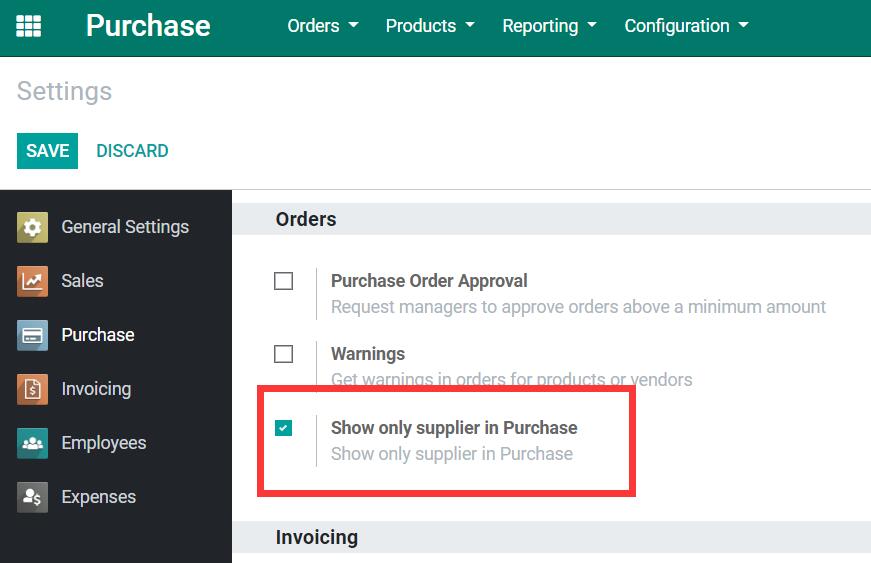 Purchase Orders Products Reporting Configuration
Settings
SAVE DISCARD
General Settings
Sales
Purchase
Invoicing
Employees
Expenses
Orders
Purchase Order Approval
Request managers to approve orders above a minimum amount
Warnings
Get warnings in orders for products or vendors
Show only supplier in Purchase
Show only supplier in Purchase
Invoicing